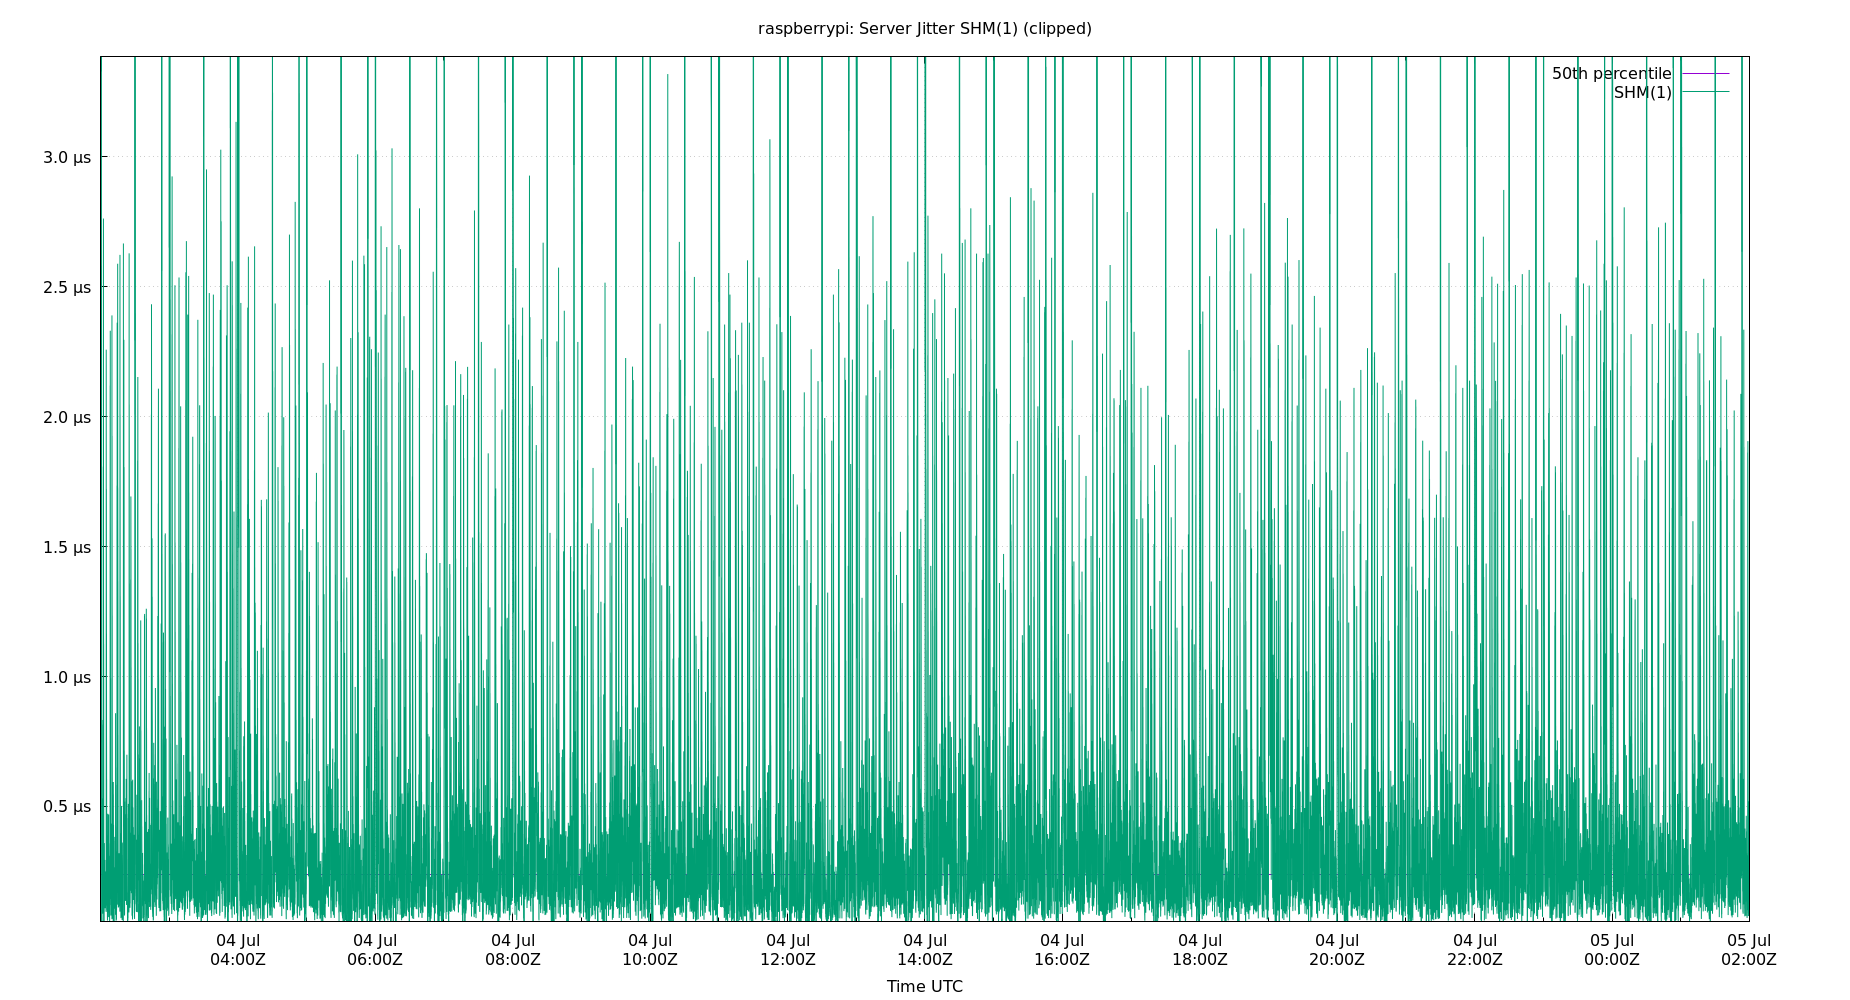 raspberrypi: Server Jitter SHM(1) (clipped)
50th percentile
SHM(1)
3.0 µs
2.5 µs
2.0 µs
1.5 µs
1.0 µs
0.5 µs
04 Jul 04 Jul 04 Jul 04 Jul 04 Jul 04 Jul 04 Jul 04 Jul 04 Jul 04 Jul 05 Jul 05 Jul
04:00Z 06:00Z 08:00Z 10:00Z 12:00Z 14:00Z 16:00Z 18:00Z 20:00Z 22:00Z 00:00Z 02:00Z
Time UTC